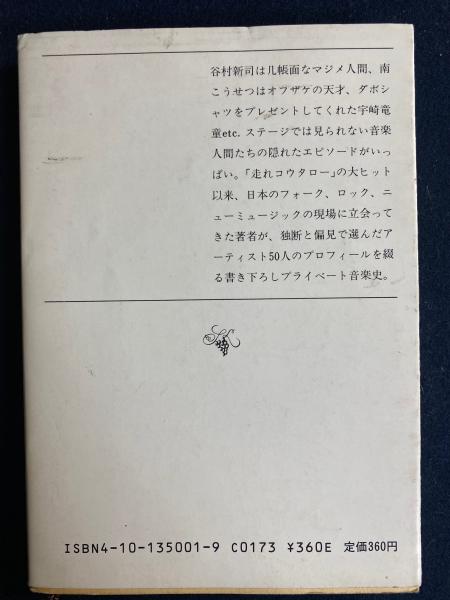 谷村新司は几帳面なマジメ人間、南
こうせつはオフザケの天才、ダボシ
ャツをプレゼントしてくれた宇崎竜
童etc. ステージでは見られない音楽
人間たちの隠れたエピソードがいっ
ぱい。「走れコウタロー」の大ヒット
以来、日本のフォーク、ロック、ニ
ューミュージックの現場に立会って
きた著者が、独断と偏見で選んだア
ーティスト50人のプロフィールを綴
る書き下ろしプライベート音楽史。
ISBN4-10-135001-9 C0173 ¥360E 定価360円